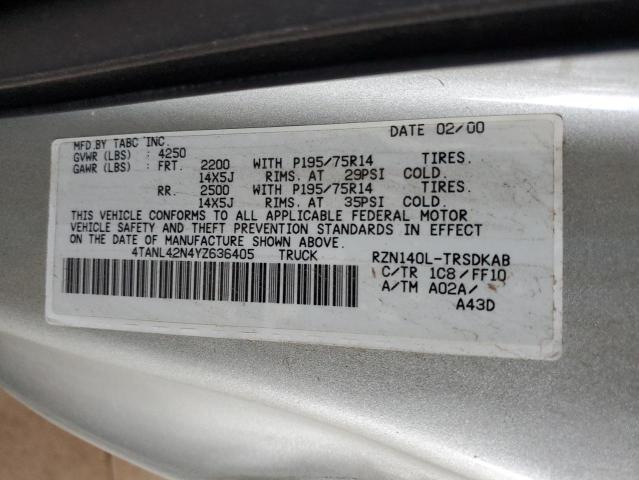 MFD.BY TABC INC. DATE 02/00
GVWR (LBS) : 4250
GAWR (LBS) : FRT. 2200 WITH P195/75R14 TIRES.
14X5J RIMS. AT 29PSI COLD.
RR. 2500 WITH P195/75R14 TIRES.
14X5J RIMS. AT 35PSI COLD.
THIS VEHICLE CONFORMS TO ALL APPLICABLE FEDERAL MOTOR
VEHICLE SAFETY AND THEFT PREVENTION STANDARDS IN EFFECT
ON THE DATE OF MANUFACTURE SHOWN ABOVE.
4TANL42N4YZ636405 TRUCK RZN140L-TRSDKAB
C/TR 1C8/FF10
A/TM A02A/
A43D